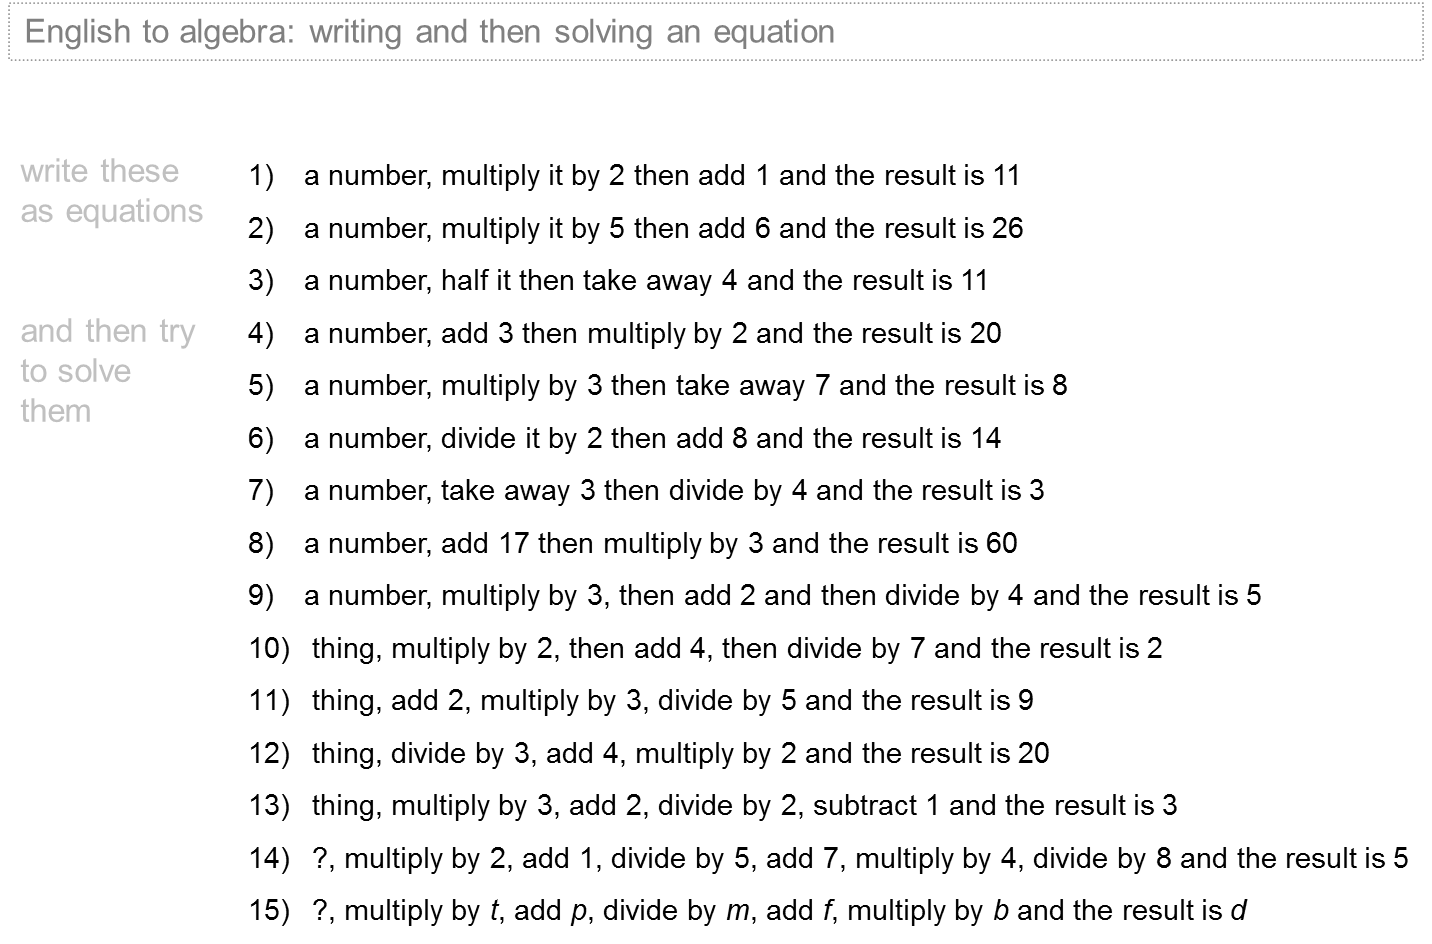 English to algebra: writing and then solving an equation
write these
as equations
and then try
to solve
them
1) a number, multiply it by 2 then add 1 and the result is 11
2) a number, multiply it by 5 then add 6 and the result is 26
3) a number, half it then take away 4 and the result is 11
4) a number, add 3 then multiply by 2 and the result is 20
5) a number, multiply by 3 then take away 7 and the result is 8
6) a number, divide it by 2 then add 8 and the result is 14
7) a number, take away 3 then divide by 4 and the result is 3
8) a number, add 17 then multiply by 3 and the result is 60
9) a number, multiply by 3, then add 2 and then divide by 4 and the result is 5
10) thing, multiply by 2, then add 4, then divide by 7 and the result is 2
11) thing, add 2, multiply by 3, divide by 5 and the result is 9
12) thing, divide by 3, add 4, multiply by 2 and the result is 20
13) thing, multiply by 3, add 2, divide by 2, subtract 1 and the result is 3
14) ?, multiply by 2, add 1, divide by 5, add 7, multiply by 4, divide by 8 and the result is 5
15) ?, multiply by t, add p, divide by m, add f, multiply by b and the result is d